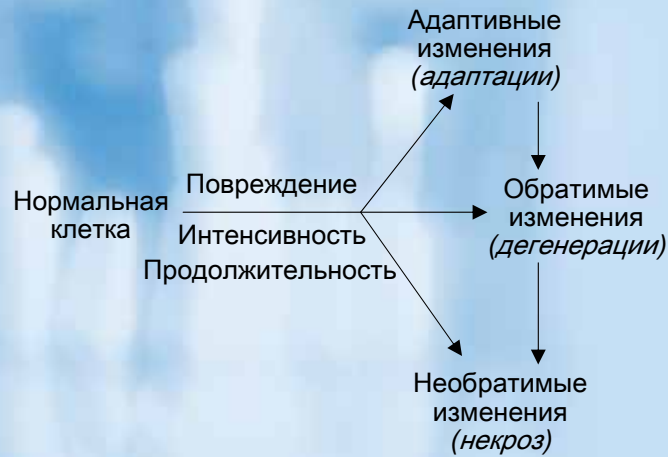 Адаптивные
изменения
(адаптации)
Повреждение
Нормальная
клетка
Интенсивность
Продолжительность
Обратимые
изменения
(дегенерации)
Необратимые
изменения
(некроз)